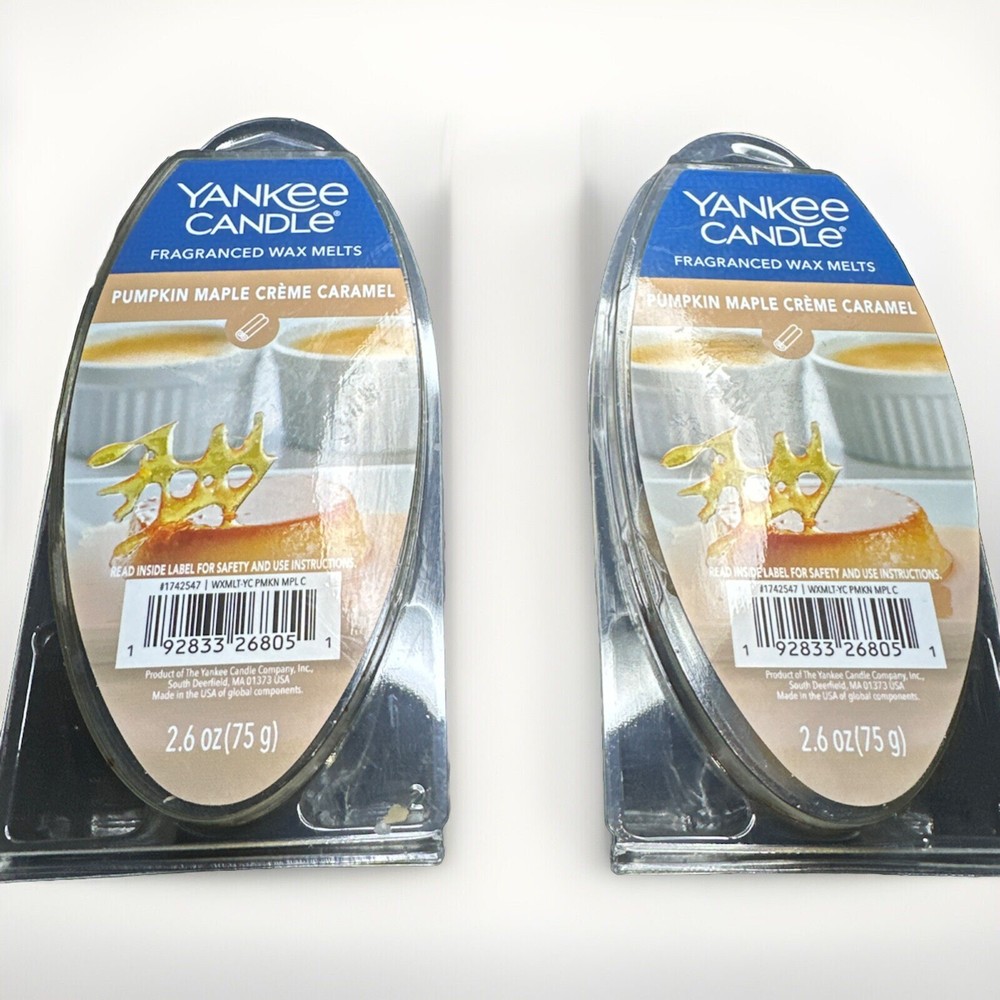 YANKee
CANDLe®
FRAGRANCED WAX MELTS
PUMPKIN MAPLE CRÈME CARAMEL
READ INSIDE LABEL FOR SAFETY AND USE INSTRUCTIONS.
#1742547 | WXMLT-YC PMKN MPL C
1 92833 26805 1
Product of The Yankee Candle Company, Inc.,
South Deerfield, MA 01373 USA
Made in the USA of global components.
2.6 oz(75 g)
YANKee
CANDLe®
FRAGRANCED WAX MELTS
PUMPKIN MAPLE CRÈME CARAMEL
READ INSIDE LABEL FOR SAFETY AND USE INSTRUCTIONS.
#1742547 | WXMLT-YC PMKN MPL C
1 92833 26805 1
Product of The Yankee Candle Company, Inc.,
South Deerfield, MA 01373 USA
Made in the USA of global components.
2.6 oz(75 g)